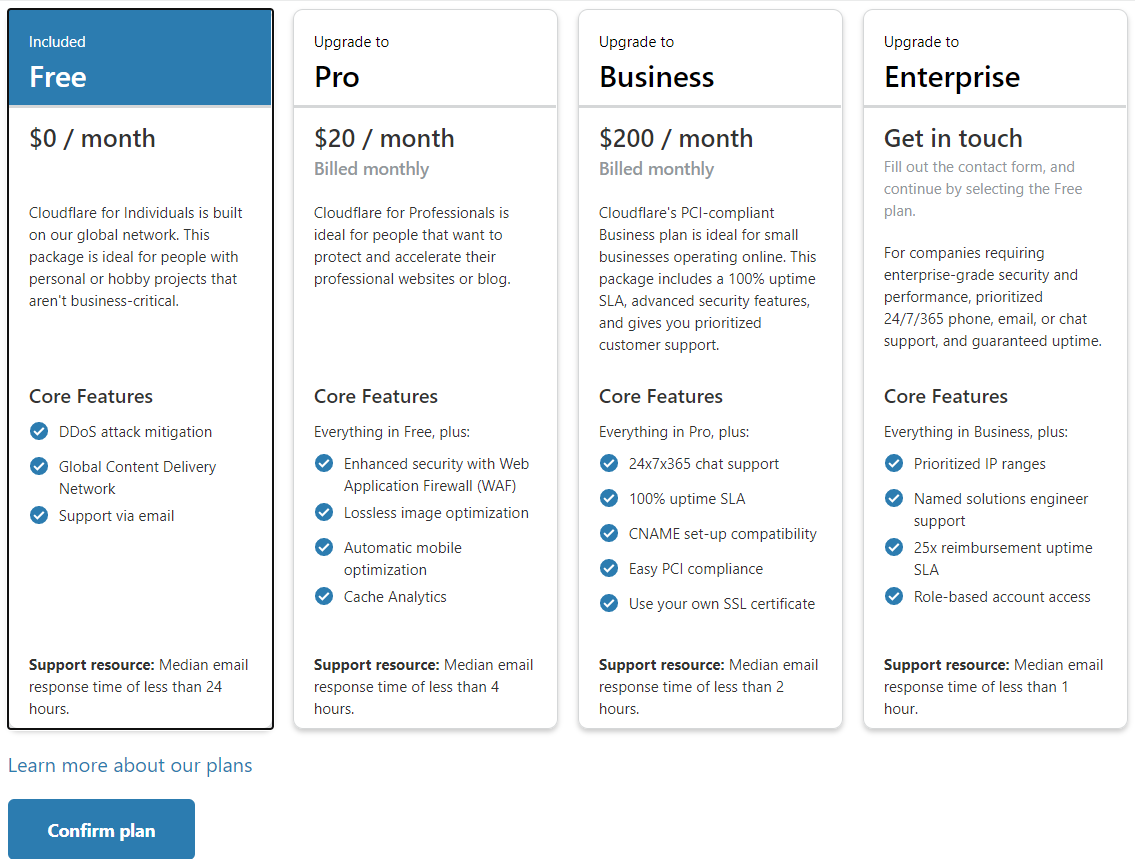 Included
Free
$0 / month
Cloudflare for Individuals is built
on our global network. This
package is ideal for people with
personal or hobby projects that
aren't business-critical.
Core Features
DDoS attack mitigation
Global Content Delivery
Network
Support via email
Support resource: Median email
response time of less than 24
hours.
Upgrade to
Pro
$20 / month
Billed monthly
Cloudflare for Professionals is
ideal for people that want to
protect and accelerate their
professional websites or blog.
Core Features
Everything in Free, plus:
Enhanced security with Web
Application Firewall (WAF)
Lossless image optimization
Automatic mobile
optimization
Cache Analytics
Support resource: Median email
response time of less than 4
hours.
Upgrade to
Business
$200 / month
Billed monthly
Cloudflare's PCI-compliant
Business plan is ideal for small
businesses operating online. This
package includes a 100% uptime
SLA, advanced security features,
and gives you prioritized
customer support.
Core Features
Everything in Pro, plus:
24x7x365 chat support
100% uptime SLA
CNAME set-up compatibility
Easy PCI compliance
Use your own SSL certificate
Support resource: Median email
response time of less than 2
hours.
Upgrade to
Enterprise
Get in touch
Fill out the contact form, and
continue by selecting the Free
plan.
For companies requiring
enterprise-grade security and
performance, prioritized
24/7/365 phone, email, or chat
support, and guaranteed uptime.
Core Features
Everything in Business, plus:
Prioritized IP ranges
Named solutions engineer
support
25x reimbursement uptime
SLA
Role-based account access
Support resource: Median email
response time of less than 1
hour.
Learn more about our plans
Confirm plan